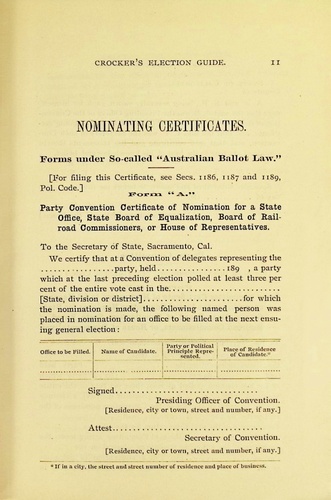 CROCKER'S ELECTION GUIDE. 11
NOMINATING CERTIFICATES.
Forms under So-called "Australian Ballot Law."
[For filing this Certificate, see Secs. 1186, 1187 and 1189,
Pol. Code.]
Form "A."
Party Convention Certificate of Nomination for a State
Office, State Board of Equalization, Board of Rail-
road Commissioners, or House of Representatives.
To the Secretary of State, Sacramento, Cal.
We certify that at a Convention of delegates representing the
..................party, held..................189 , a party
which at the last preceding election polled at least three per
cent of the entire vote cast in the..............................
[State, division or district]..........................for which
the nomination is made, the following named person was
placed in nomination for an office to be filled at the next ensu-
ing general election:
Office to be Filled. Name of Candidate. Party or Political Principle Repre-sented. Place of Residence of Candidate.*
Signed....................................
Presiding Officer of Convention.
[Residence, city or town, street and number, if any.]
Attest....................................
Secretary of Convention.
[Residence, city or town, street and number, if any.]
*If in a city, the street and street number of residence and place of business.